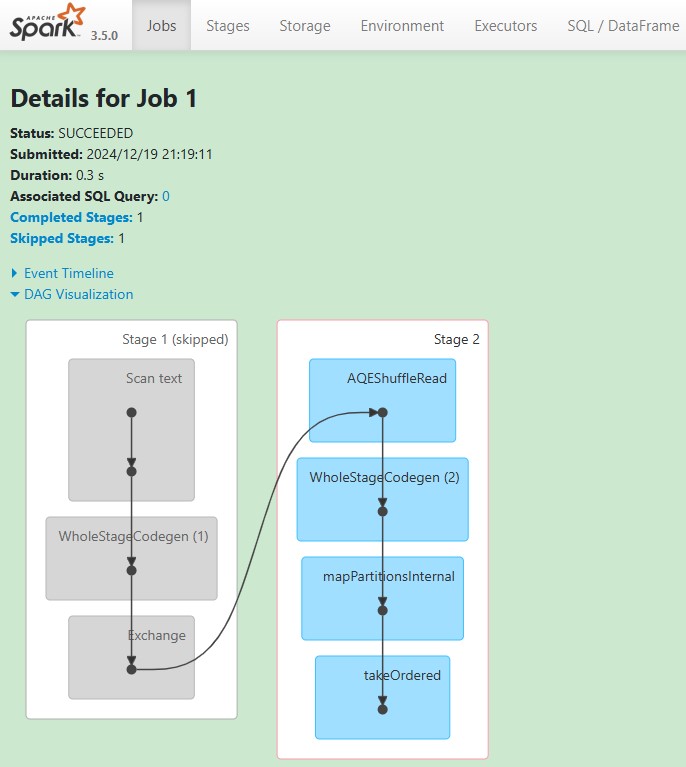 APACHE
Spark 3.5.0 Jobs Stages Storage Environment Executors SQL / DataFrame
Details for Job 1
Status: SUCCEEDED
Submitted: 2024/12/19 21:19:11
Duration: 0.3 s
Associated SQL Query: 0
Completed Stages: 1
Skipped Stages: 1
Event Timeline
DAG Visualization
Stage 1 (skipped)
Scan text
WholeStageCodegen (1)
Exchange
Stage 2
AQEShuffleRead
WholeStageCodegen (2)
mapPartitionsInternal
takeOrdered